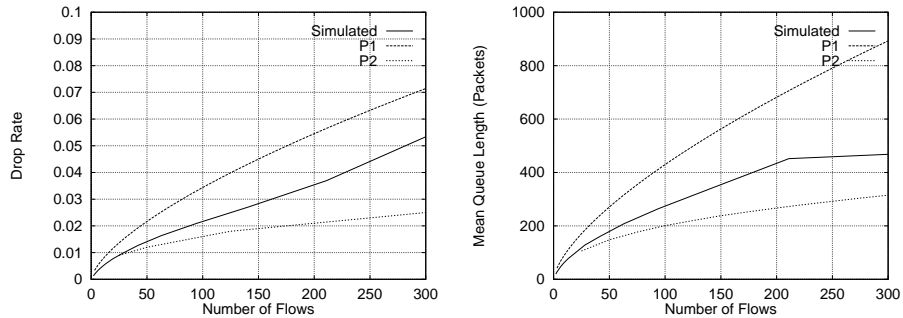 0.1
0.09
0.08
0.07
0.06
0.05
0.04
0.03
0.02
0.01
0
Drop Rate
Simulated
P1
P2
0 50 100 150 200 250 300
Number of Flows
1000
800
600
400
200
0
Mean Queue Length (Packets)
Simulated
P1
P2
0 50 100 150 200 250 300
Number of Flows